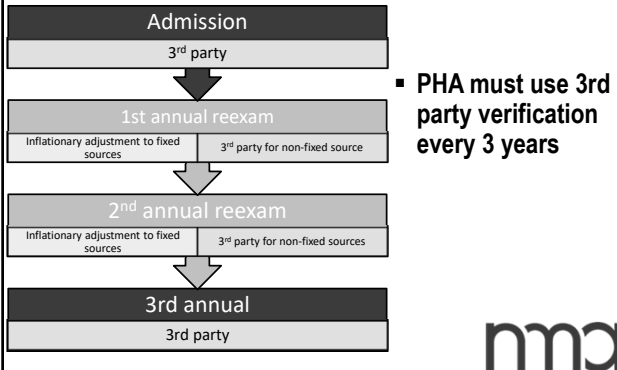 Admission
3rd party
1st annual reexam
Inflationary adjustment to fixed
sources
3rd party for non-fixed source
2nd annual reexam
Inflationary adjustment to fixed
sources
3rd party for non-fixed sources
3rd annual
3rd party
▪ PHA must use 3rd
party verification
every 3 years
nma